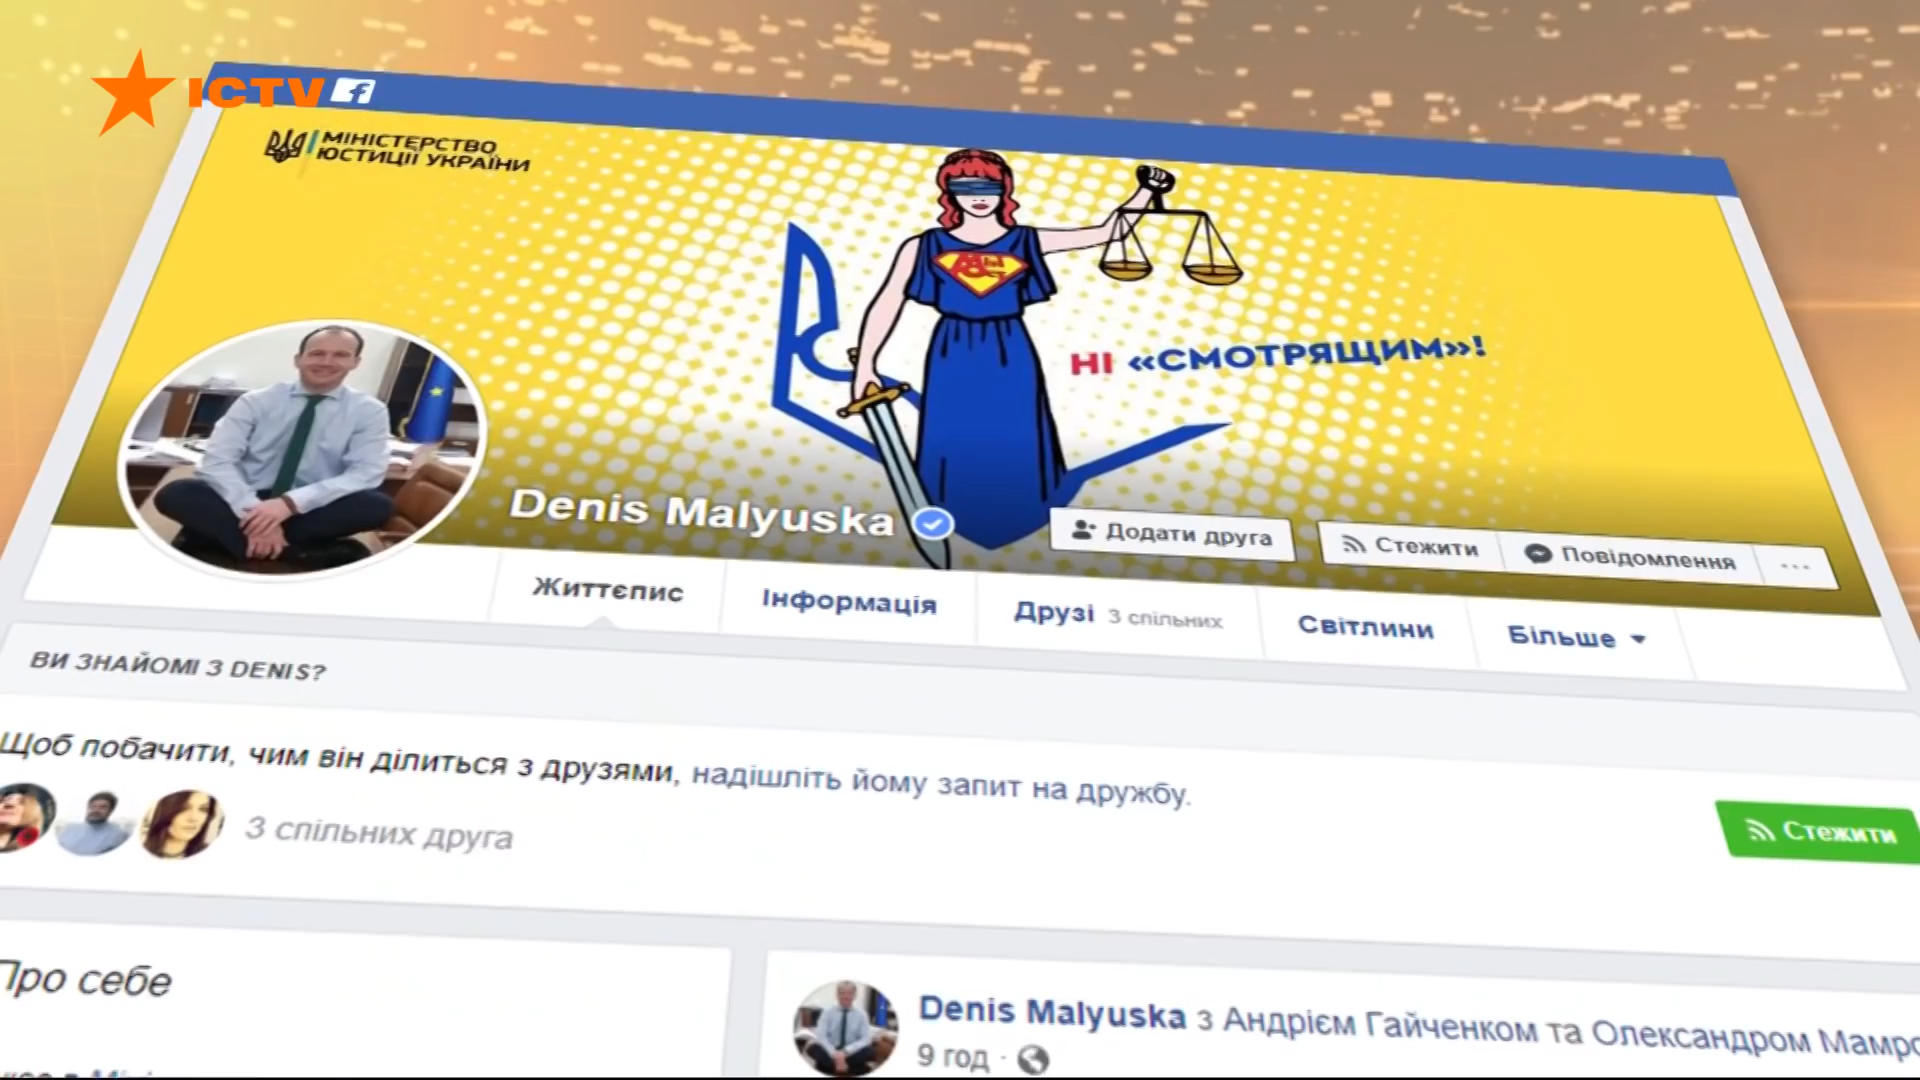 ICTV
МІНІСТЕРСТВО
ЮСТИЦІЇ УКРАЇНИ
НІ «СМОТРЯЩИМ»!
Denis Malyuska
Додати друга
Стежити
Повідомлення
...
Життєпис
Інформація
Друзі 3 спільних
Світлини
Більше
ВИ ЗНАЙОМІ З DENIS?
Щоб побачити, чим він ділиться з друзями, надішліть йому запит на дружбу.
3 спільних друга
Стежити
Про себе
Denis Malyuska з Андрієм Гайченком та Олександром
9 год ·